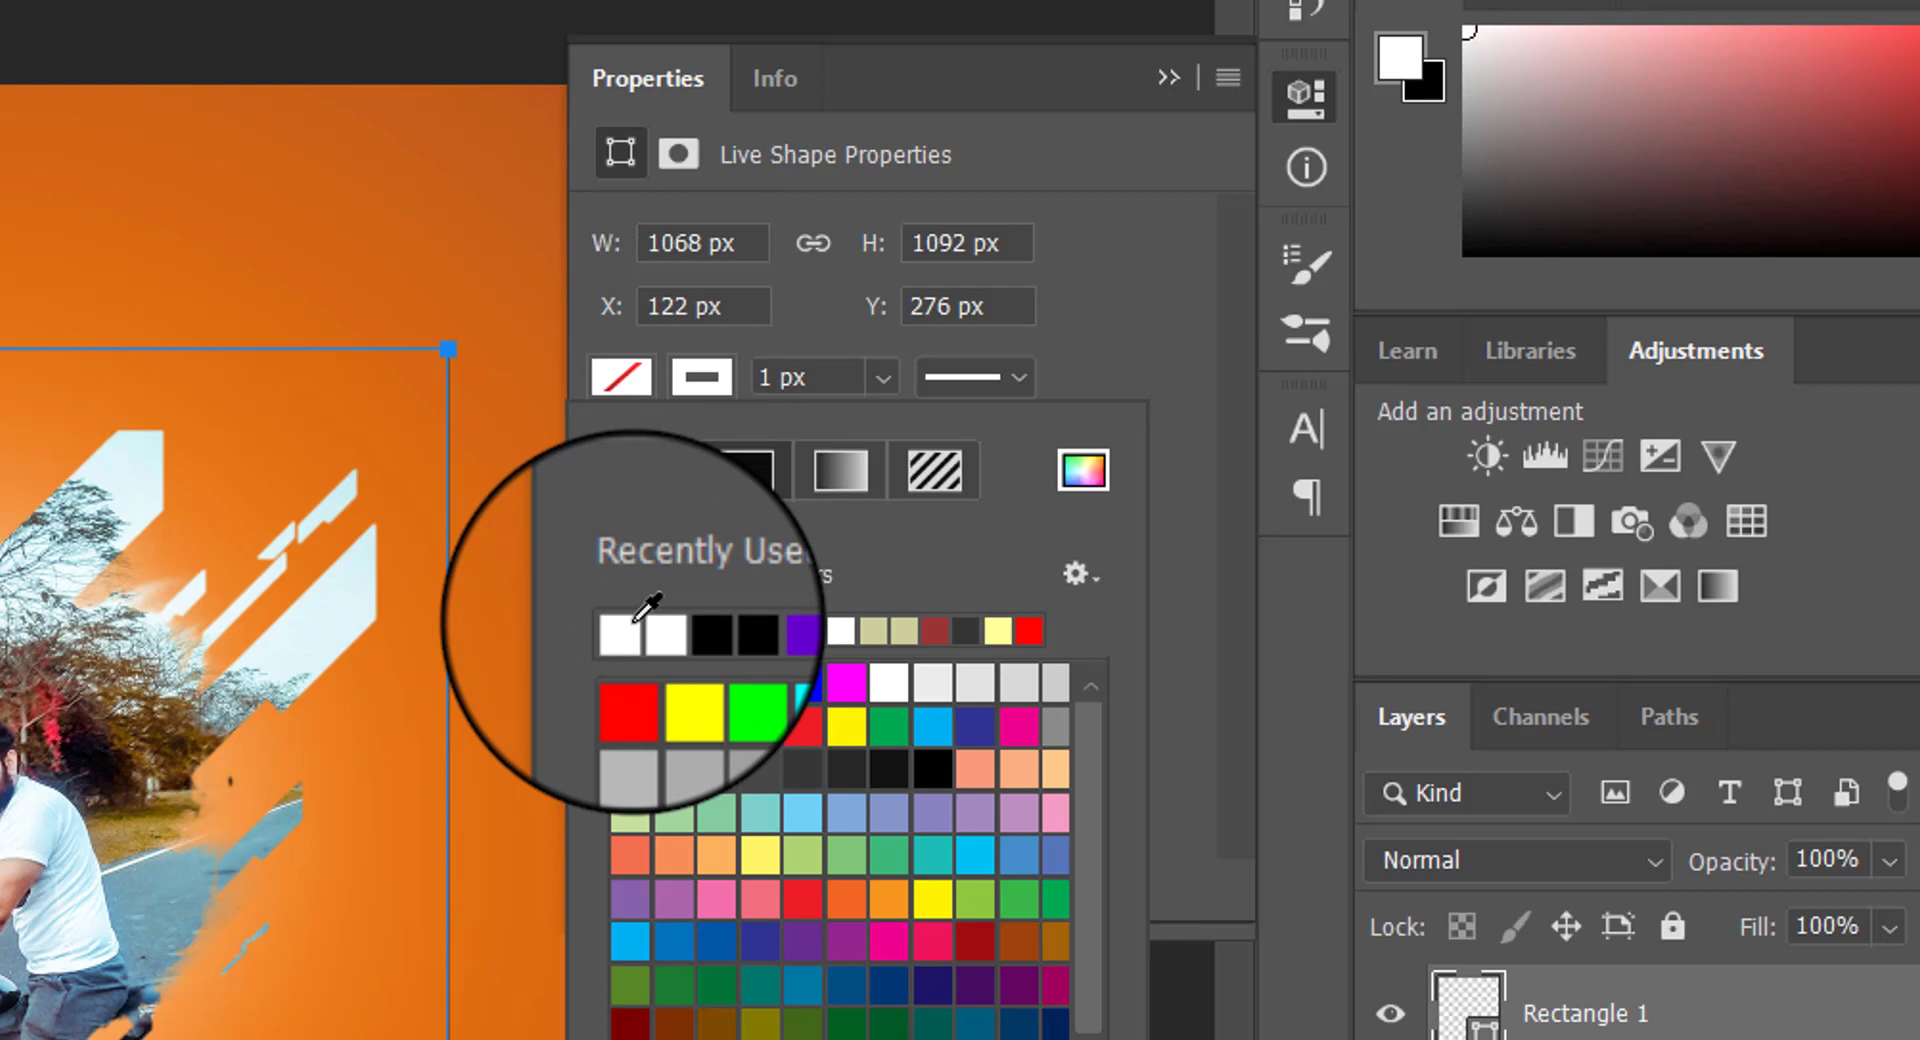 Properties Info
Live Shape Properties
W: 1068 px H: 1092 px
X: 122 px Y: 276 px
1 px
Recently Use
rs
Learn Libraries Adjustments
Add an adjustment
Layers Channels Paths
Kind
Normal Opacity: 100%
Lock: Fill: 100%
Rectangle 1